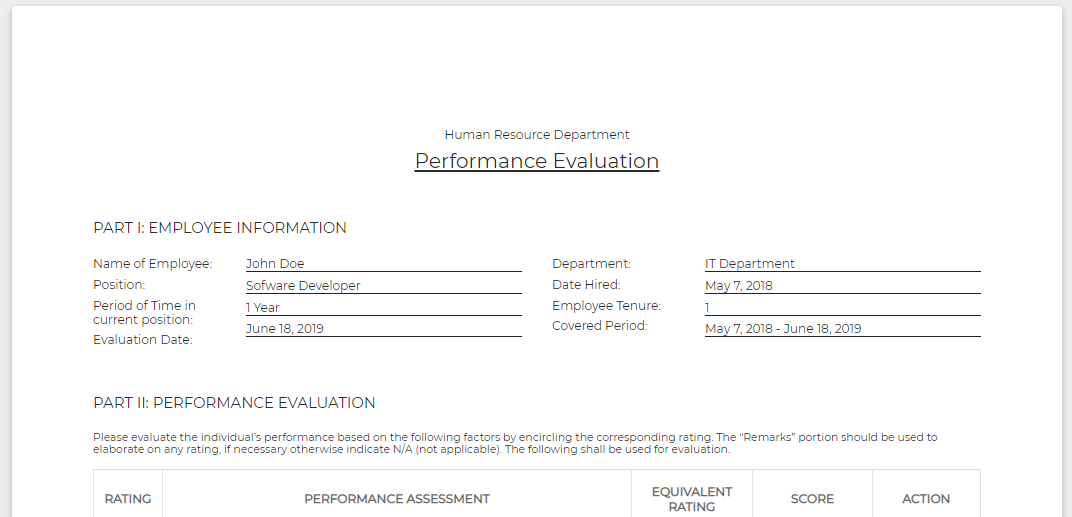 Human Resource Department
Performance Evaluation
PART I: EMPLOYEE INFORMATION
Name of Employee: John Doe
Position: Sofware Developer
Period of Time in
current position: 1 Year
Evaluation Date: June 18, 2019
Department: IT Department
Date Hired: May 7, 2018
Employee Tenure: 1
Covered Period: May 7, 2018 - June 18, 2019
PART II: PERFORMANCE EVALUATION
Please evaluate the individual's performance based on the following factors by encircling the corresponding rating. The “Remarks” portion should be used to
elaborate on any rating, if necessary otherwise indicate N/A (not applicable). The following shall be used for evaluation.
RATING PERFORMANCE ASSESSMENT EQUIVALENT RATING SCORE ACTION